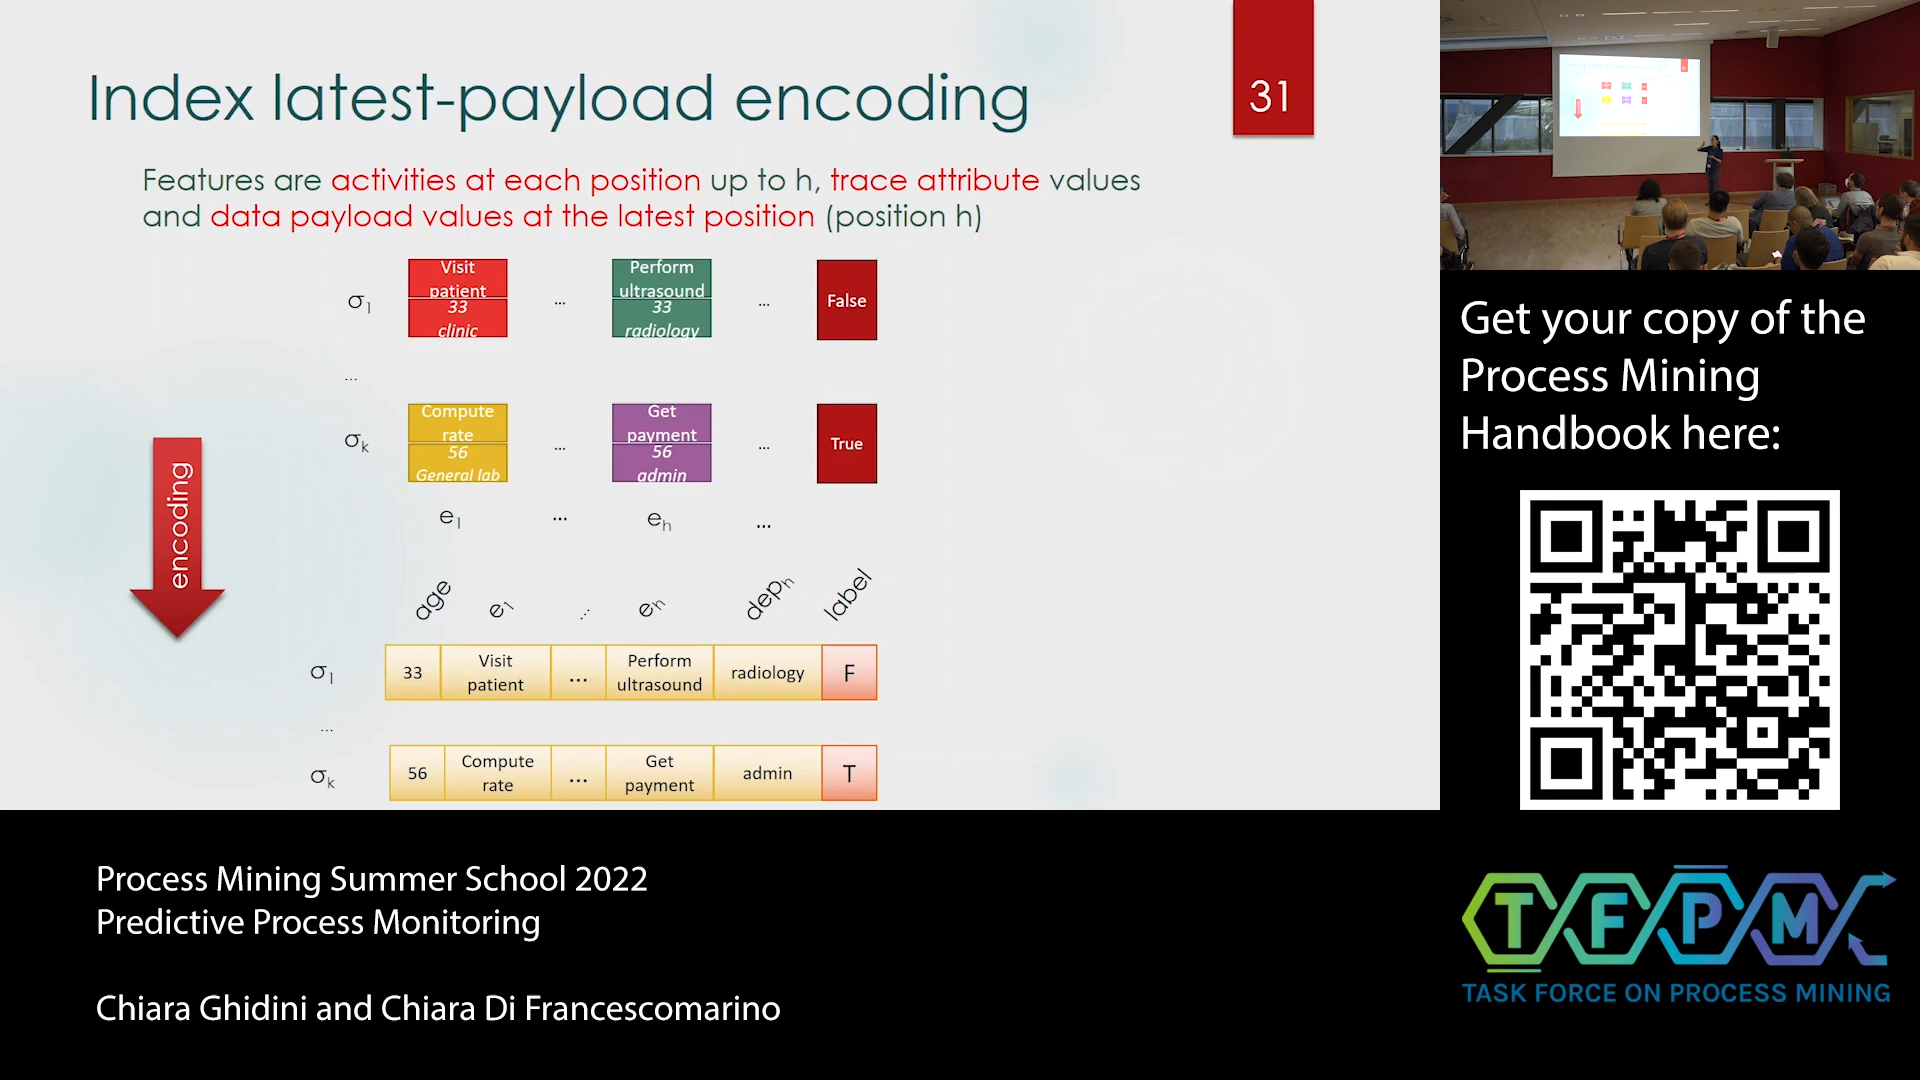 Index latest-payload encoding
31
Features are activities at each position up to h, trace attribute values
and data payload values at the latest position (position h)
σ1
Visit
patient
33
clinic
...
Perform
ultrasound
33
radiology
...
False
...
σk
Compute
rate
56
General lab
...
Get
payment
56
admin
...
True
e1
...
eh
...
encoding
age
e1
...
eh
deph
label
σ1
33
Visit
patient
...
Perform
ultrasound
radiology
F
...
σk
56
Compute
rate
...
Get
payment
admin
T
Get your copy of the
Process Mining
Handbook here:
Process Mining Summer School 2022
Predictive Process Monitoring
Chiara Ghidini and Chiara Di Francescomarino
TFPM
TASK FORCE ON PROCESS MINING